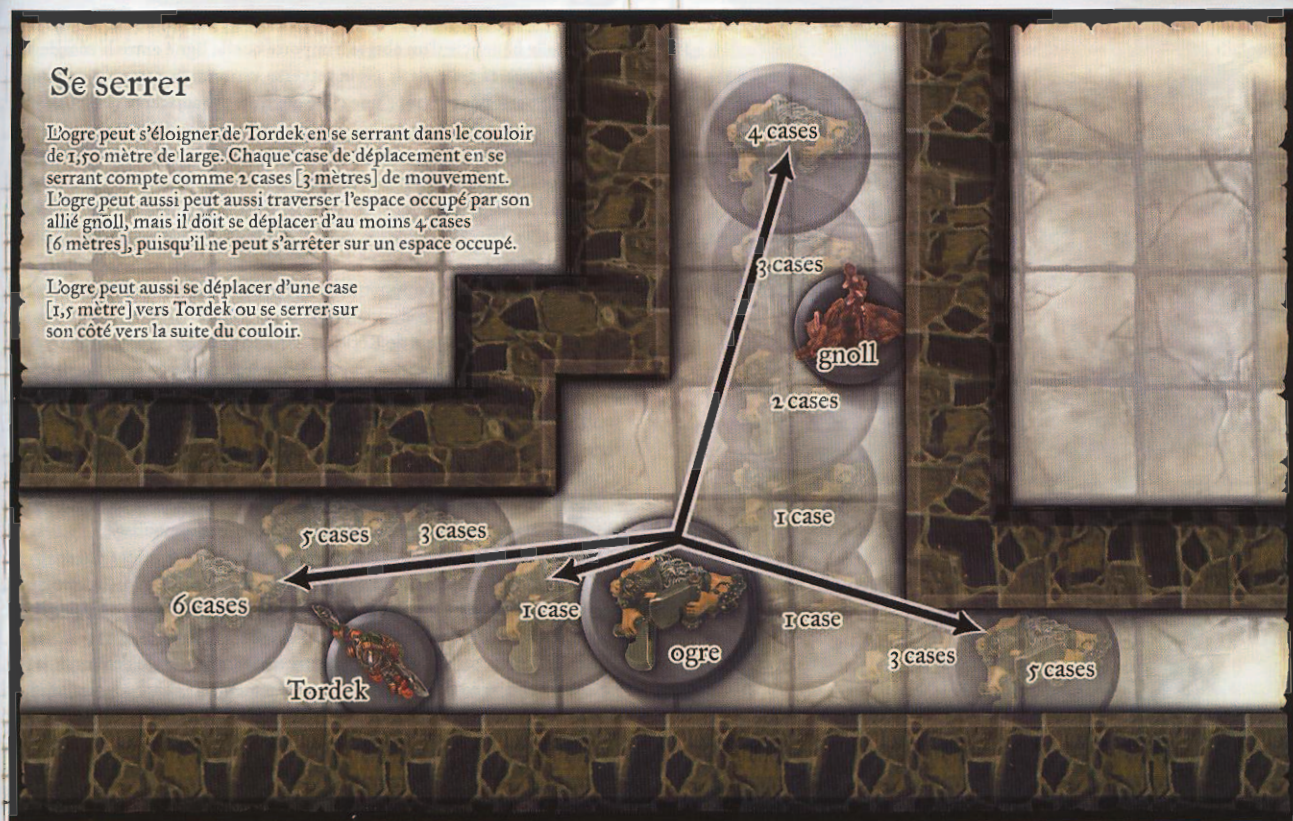 Se serrer
L'ogre peut s'éloigner de Tordek en se serrant dans le couloir
de 1,50 mètre de large. Chaque case de déplacement en se
serrant compte comme 2 cases [3 mètres] de mouvement.
L'ogre peut aussi peut aussi traverser l'espace occupé par son
allié gnoll, mais il doit se déplacer d'au moins 4 cases
[6 mètres], puisqu'il ne peut s'arrêter sur un espace occupé.
L'ogre peut aussi se déplacer d'une case
[1,5 mètre] vers Tordek ou se serrer sur
son côté vers la suite du couloir.
4 cases
3 cases
gnoll
2 cases
1 case
5 cases
3 cases
6 cases
1 case
1 case
ogre
3 cases
5 cases
Tordek